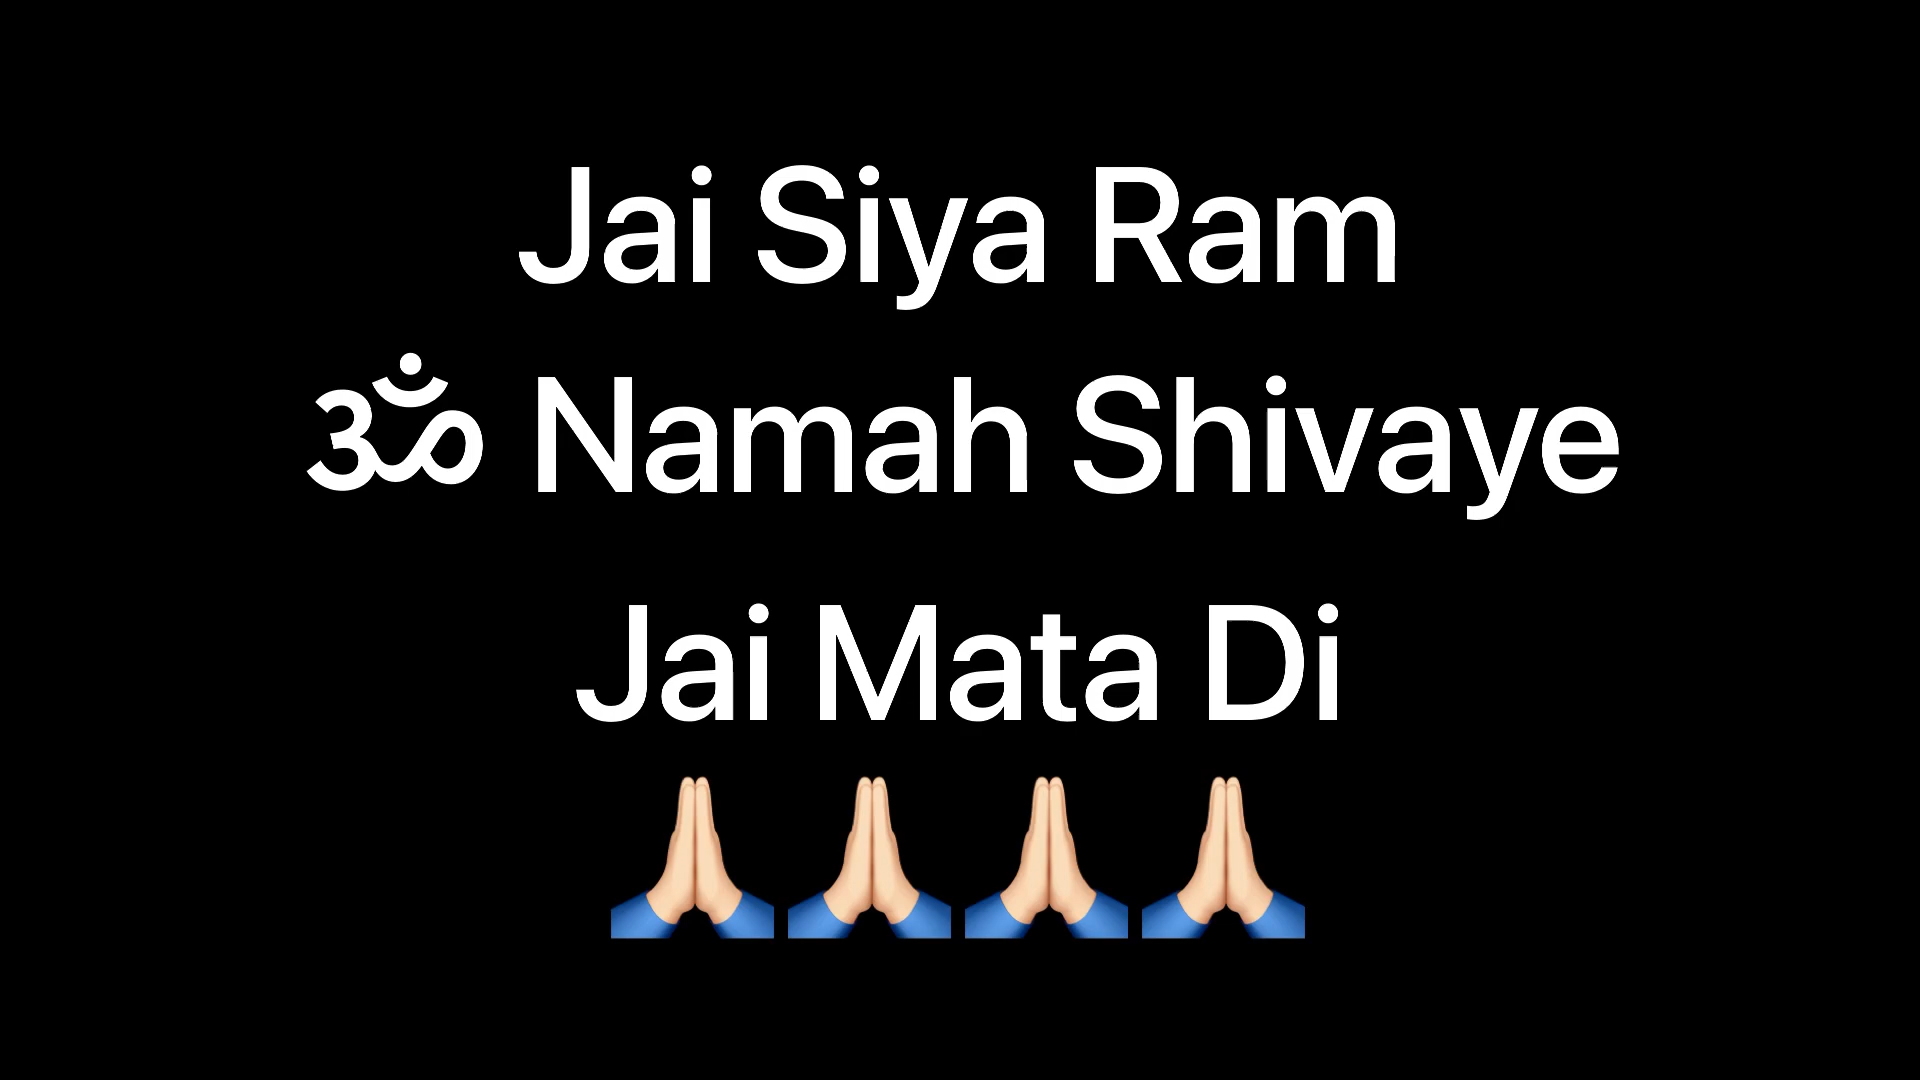 Jai Siya Ram
ॐ Namah Shivaye
Jai Mata Di
🙏🏻🙏🏻🙏🏻🙏🏻